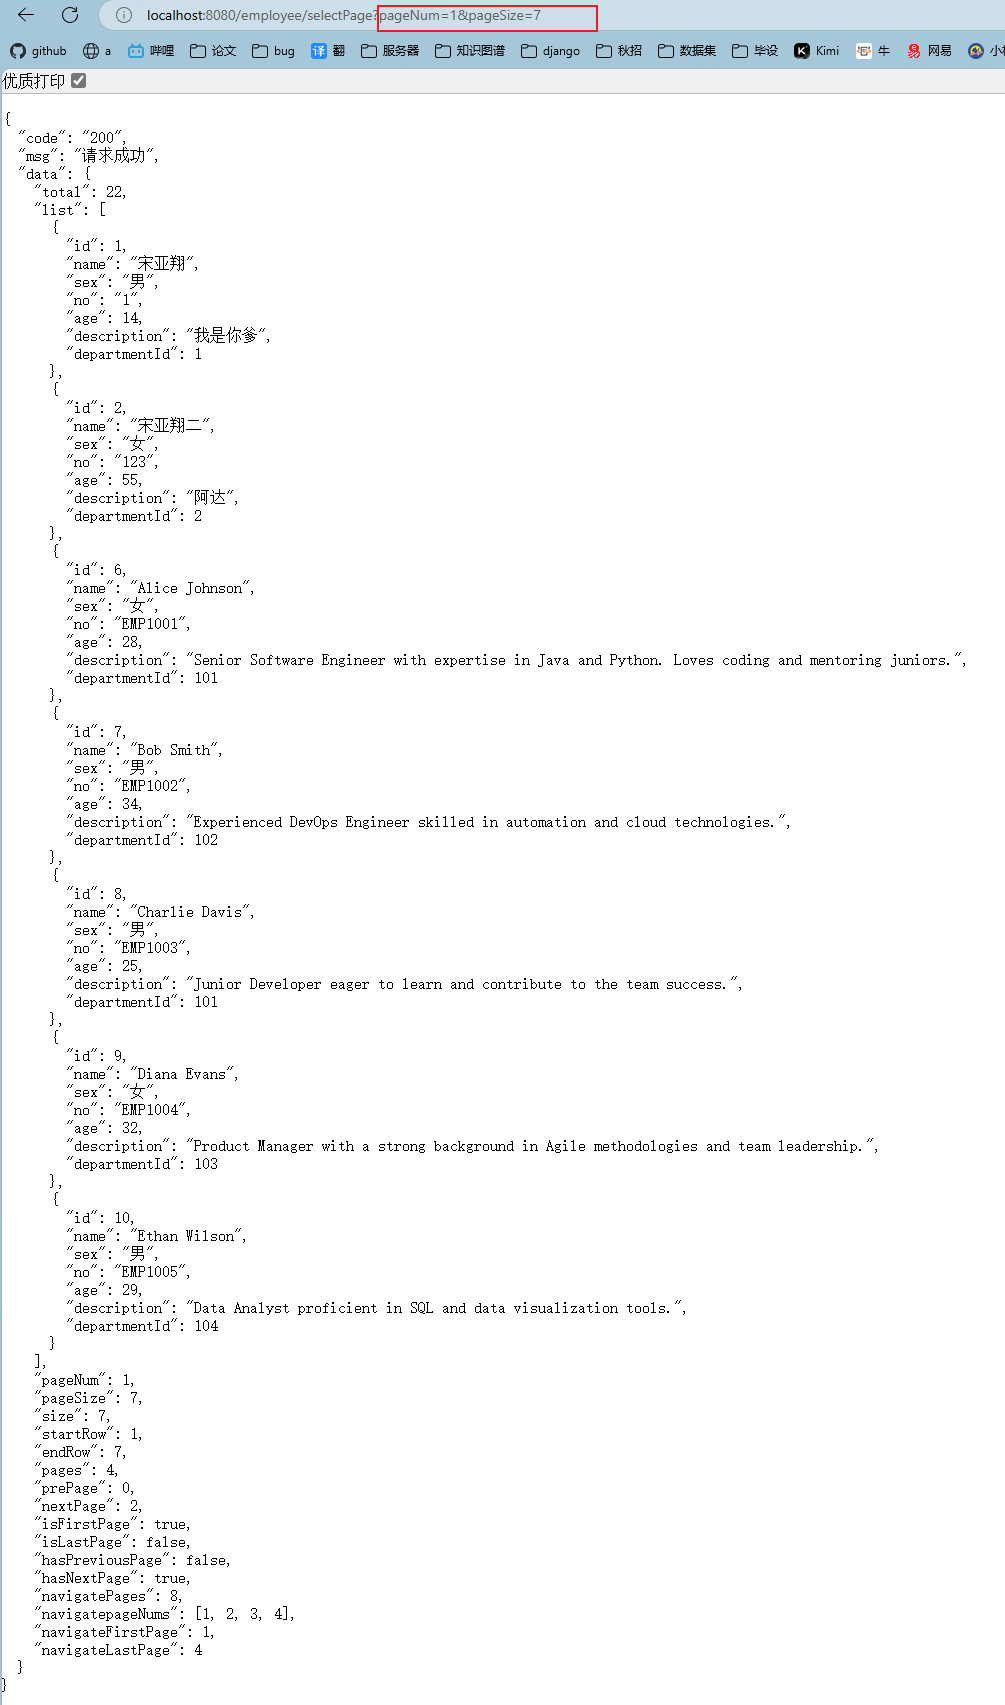 localhost:8080/employee/selectPage?pageNum=1&pageSize=7
github a 哔哩 论文 bug 译 翻 服务器 知识图谱 django 秋招 数据集 毕设 K Kimi 牛 易 网易
优质打印
{
"code": "200",
"msg": "请求成功",
"data": {
"total": 22,
"list": [
{
"id": 1,
"name": "宋亚翔",
"sex": "男",
"no": "1",
"age": 14,
"description": "我是你爹",
"departmentId": 1
},
{
"id": 2,
"name": "宋亚翔二",
"sex": "女",
"no": "123",
"age": 55,
"description": "阿达",
"departmentId": 2
},
{
"id": 6,
"name": "Alice Johnson",
"sex": "女",
"no": "EMP1001",
"age": 28,
"description": "Senior Software Engineer with expertise in Java and Python. Loves coding and mentoring juniors.",
"departmentId": 101
},
{
"id": 7,
"name": "Bob Smith",
"sex": "男",
"no": "EMP1002",
"age": 34,
"description": "Experienced DevOps Engineer skilled in automation and cloud technologies.",
"departmentId": 102
},
{
"id": 8,
"name": "Charlie Davis",
"sex": "男",
"no": "EMP1003",
"age": 25,
"description": "Junior Developer eager to learn and contribute to the team success.",
"departmentId": 101
},
{
"id": 9,
"name": "Diana Evans",
"sex": "女",
"no": "EMP1004",
"age": 32,
"description": "Product Manager with a strong background in Agile methodologies and team leadership.",
"departmentId": 103
},
{
"id": 10,
"name": "Ethan Wilson",
"sex": "男",
"no": "EMP1005",
"age": 29,
"description": "Data Analyst proficient in SQL and data visualization tools.",
"departmentId": 104
}
],
"pageNum": 1,
"pageSize": 7,
"size": 7,
"startRow": 1,
"endRow": 7,
"pages": 4,
"prePage": 0,
"nextPage": 2,
"isFirstPage": true,
"isLastPage": false,
"hasPreviousPage": false,
"hasNextPage": true,
"navigatePages": 8,
"navigatepageNums": [1, 2, 3, 4],
"navigateFirstPage": 1,
"navigateLastPage": 4
}
}